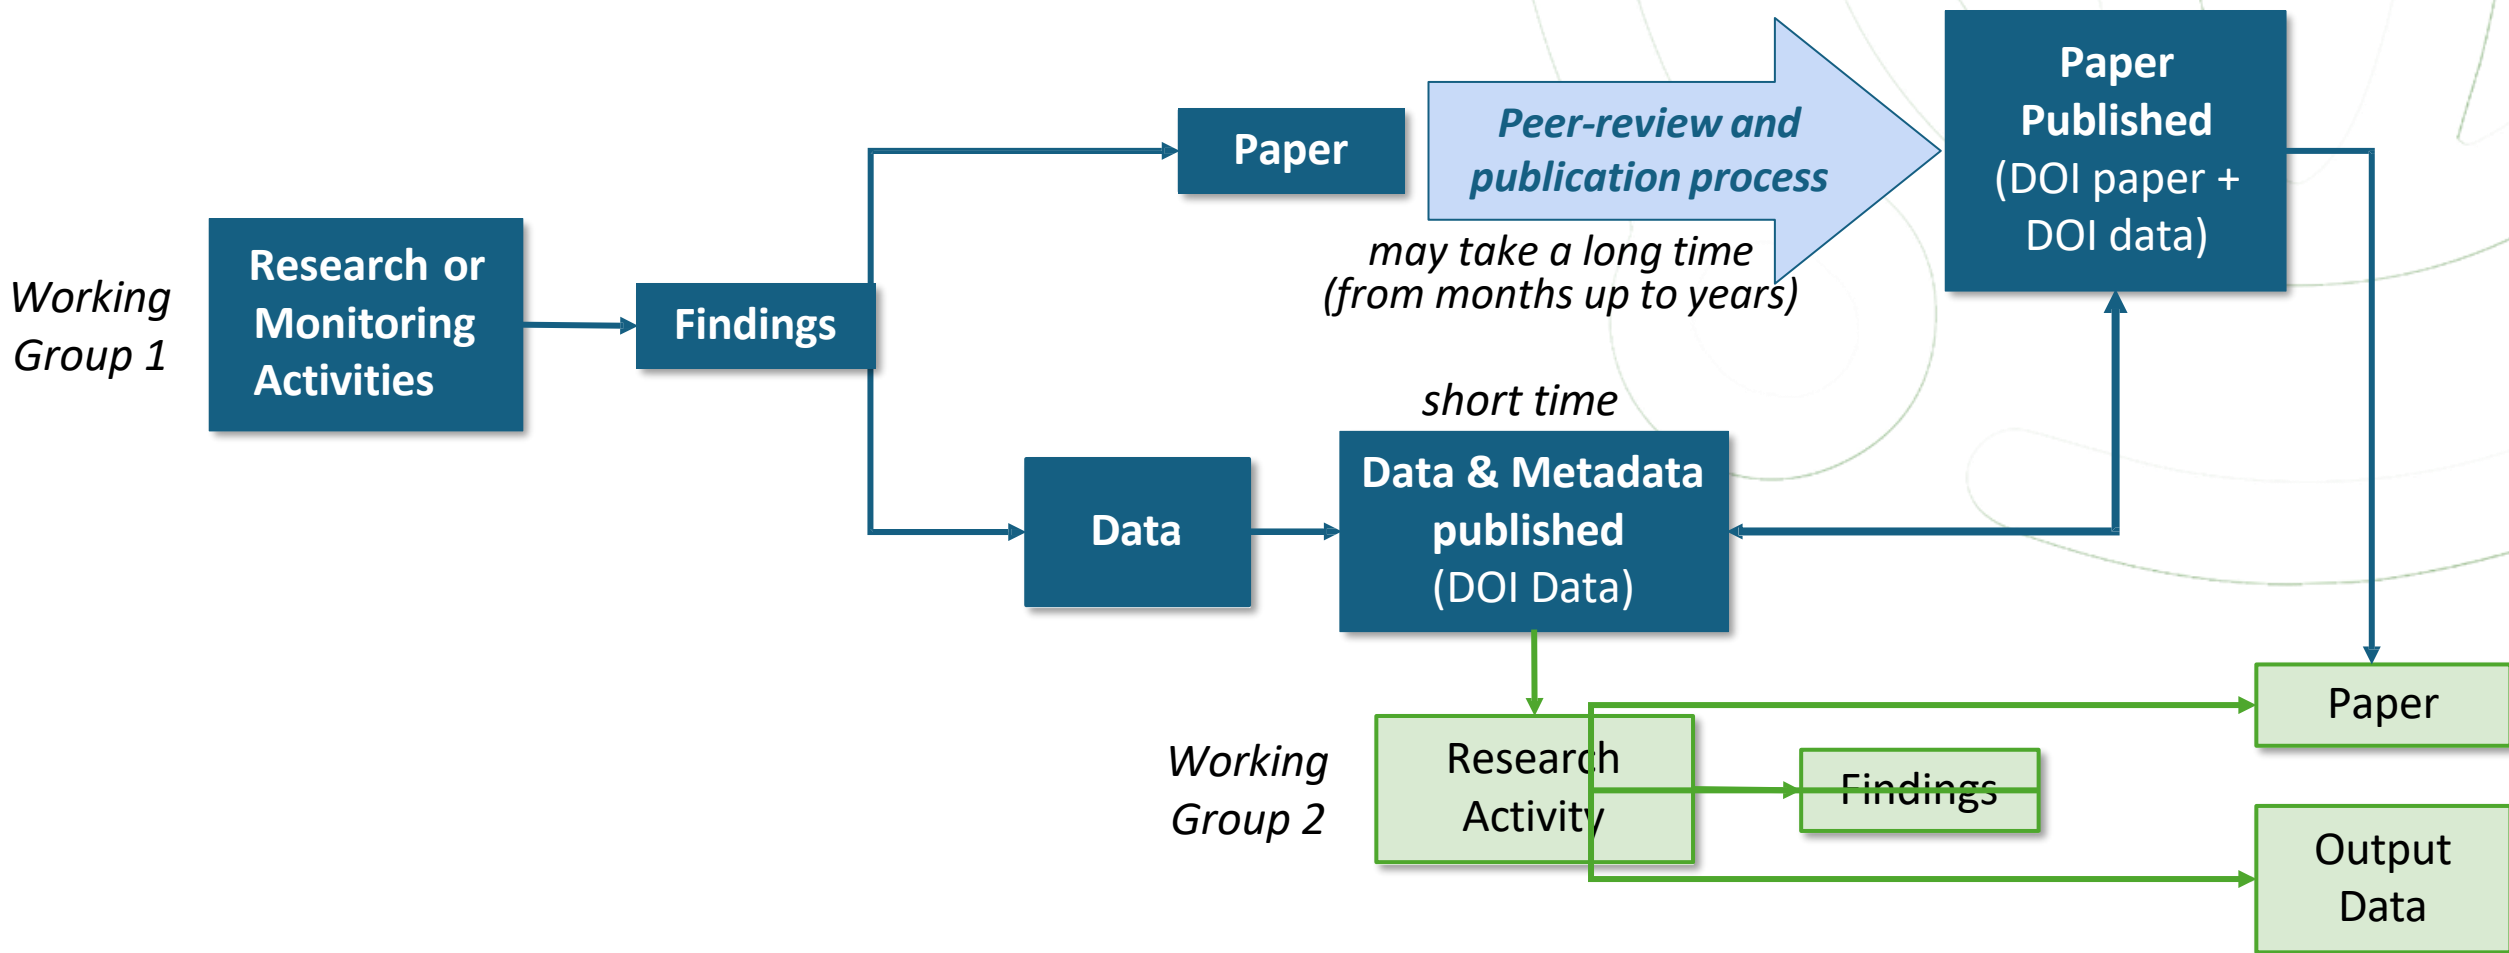 Working
Group 1
Research or
Monitoring
Activities
Findings
Paper
Peer-review and
publication process
may take a long time
(from months up to years)
Paper
Published
(DOI paper +
DOI data)
Data
short time
Data & Metadata
published
(DOI Data)
Working
Group 2
Research
Activity
Findings
Paper
Output
Data